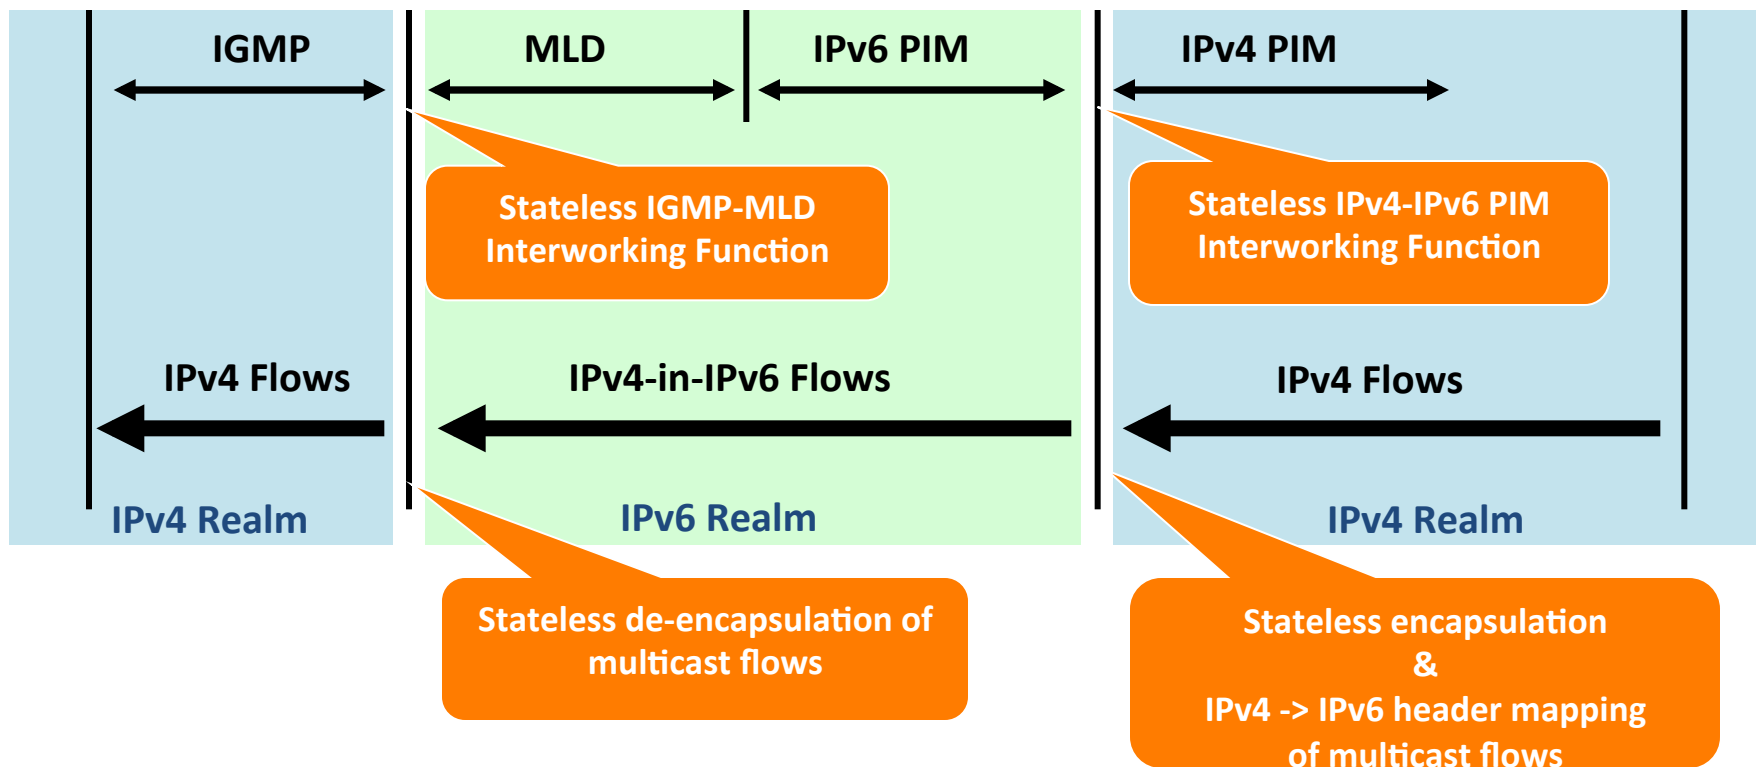 IGMP
MLD
IPv6 PIM
IPv4 PIM
Stateless IGMP-MLD
Interworking Function
Stateless IPv4-IPv6 PIM
Interworking Function
IPv4 Flows
IPv4-in-IPv6 Flows
IPv4 Flows
IPv4 Realm
IPv6 Realm
IPv4 Realm
Stateless de-encapsulation of
multicast flows
Stateless encapsulation
&
IPv4 -> IPv6 header mapping
of multicast flows